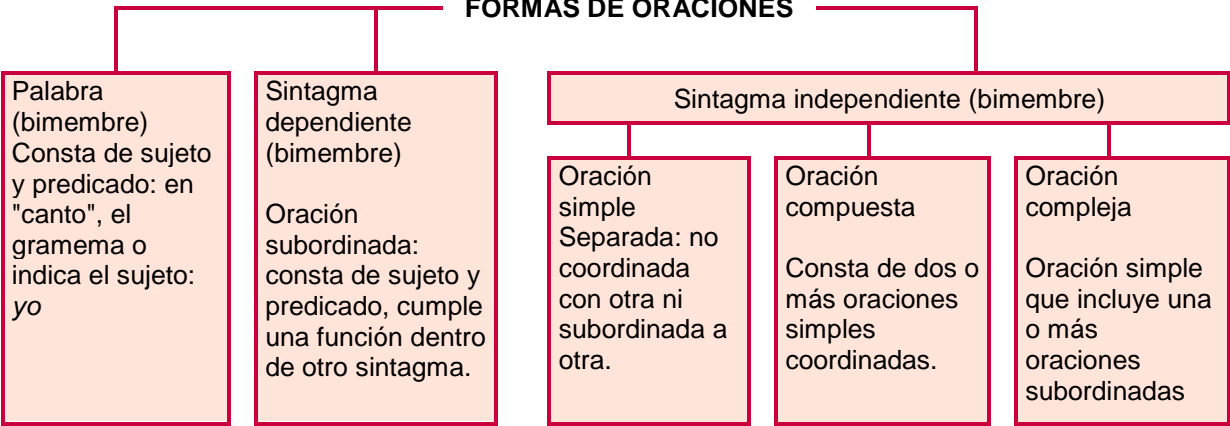 FORMAS DE ORACIONES
Palabra
(bimembre)
Consta de sujeto
y predicado: en
"canto", el
gramema o
indica el sujeto:
yo
Sintagma
dependiente
(bimembre)
Oración
subordinada:
consta de sujeto y
predicado, cumple
una función dentro
de otro sintagma.
Sintagma independiente (bimembre)
Oración
simple
Separada: no
coordinada
con otra ni
subordinada a
otra.
Oración
compuesta
Consta de dos o
más oraciones
simples
coordinadas.
Oración
compleja
Oración simple
que incluye una
o más
oraciones
subordinadas